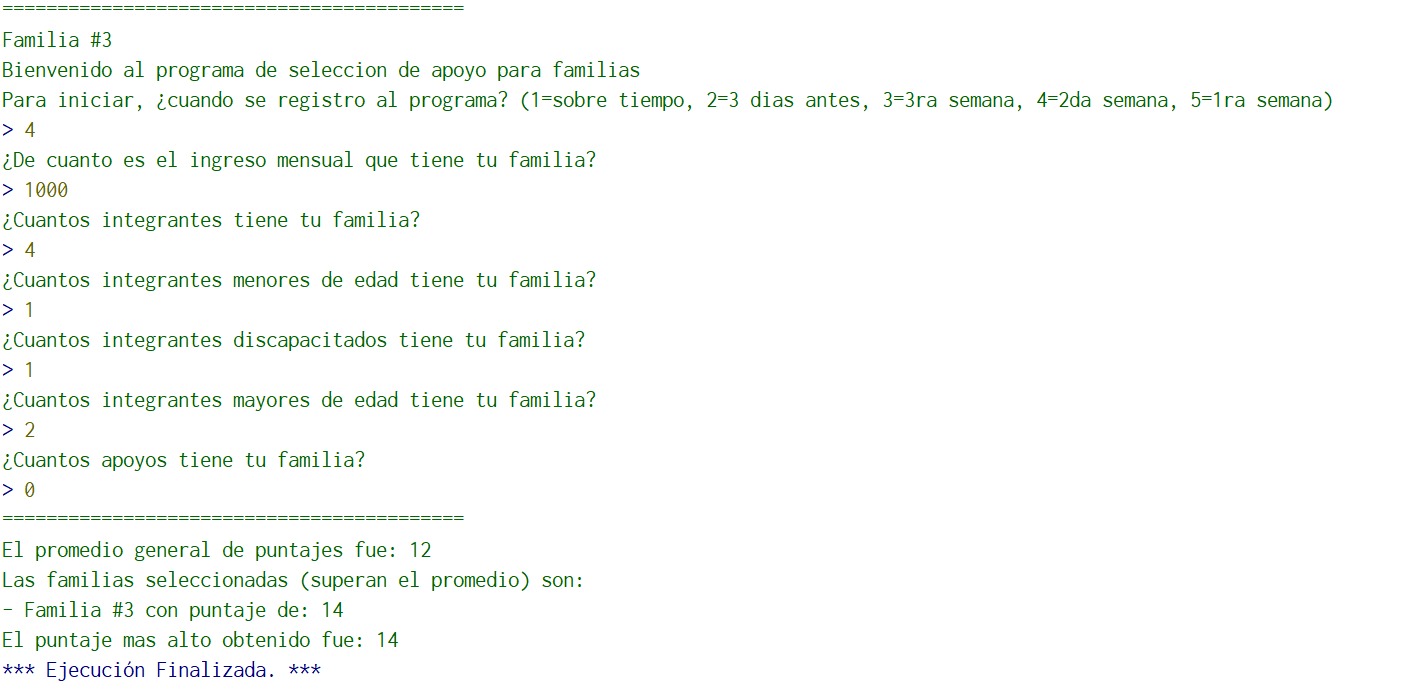 ==========================================
Familia #3
Bienvenido al programa de seleccion de apoyo para familias
Para iniciar, ¿cuando se registro al programa? (1=sobre tiempo, 2=3 dias antes, 3=3ra semana, 4=2da semana, 5=1ra semana)
> 4
¿De cuanto es el ingreso mensual que tiene tu familia?
> 1000
¿Cuantos integrantes tiene tu familia?
> 4
¿Cuantos integrantes menores de edad tiene tu familia?
> 1
¿Cuantos integrantes discapacitados tiene tu familia?
> 1
¿Cuantos integrantes mayores de edad tiene tu familia?
> 2
¿Cuantos apoyos tiene tu familia?
> 0
==========================================
El promedio general de puntajes fue: 12
Las familias seleccionadas (superan el promedio) son:
- Familia #3 con puntaje de: 14
El puntaje mas alto obtenido fue: 14
*** Ejecución Finalizada. ***